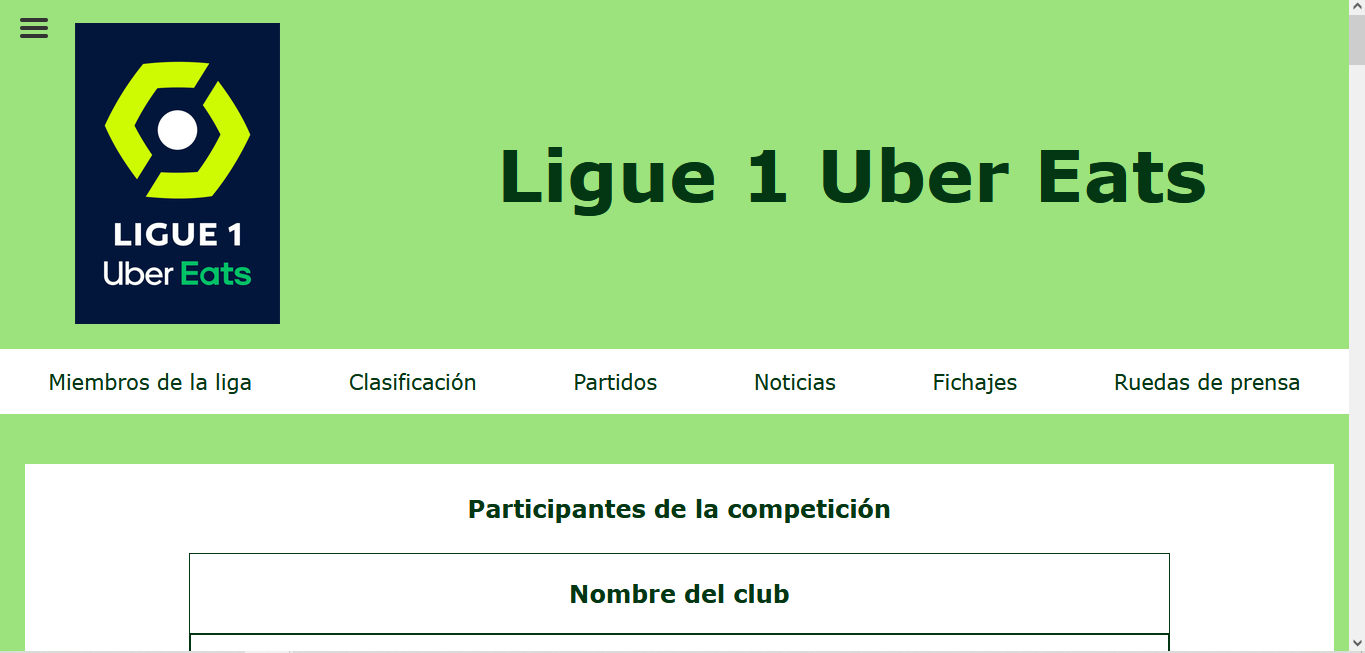 LIGUE 1
Uber Eats
Ligue 1 Uber Eats
Miembros de la liga Clasificación Partidos Noticias Fichajes Ruedas de prensa
Participantes de la competición
Nombre del club